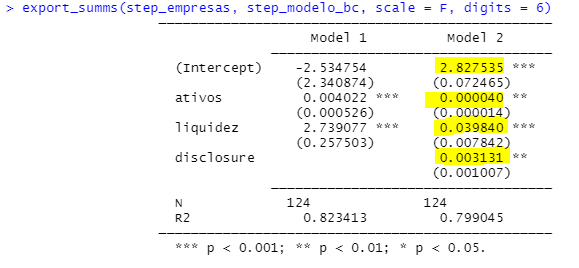 > export_summs(step_empresas, step_modelo_bc, scale = F, digits = 6)
Model 1 Model 2
(Intercept) -2.534754 2.827535 ***
(2.340874) (0.072465)
ativos 0.004022 *** 0.000040 **
(0.000526) (0.000014)
liquidez 2.739077 *** 0.039840 ***
(0.257503) (0.007842)
disclosure 0.003131 **
(0.001007)
N 124 124
R2 0.823413 0.799045
*** p < 0.001; ** p < 0.01; * p < 0.05.